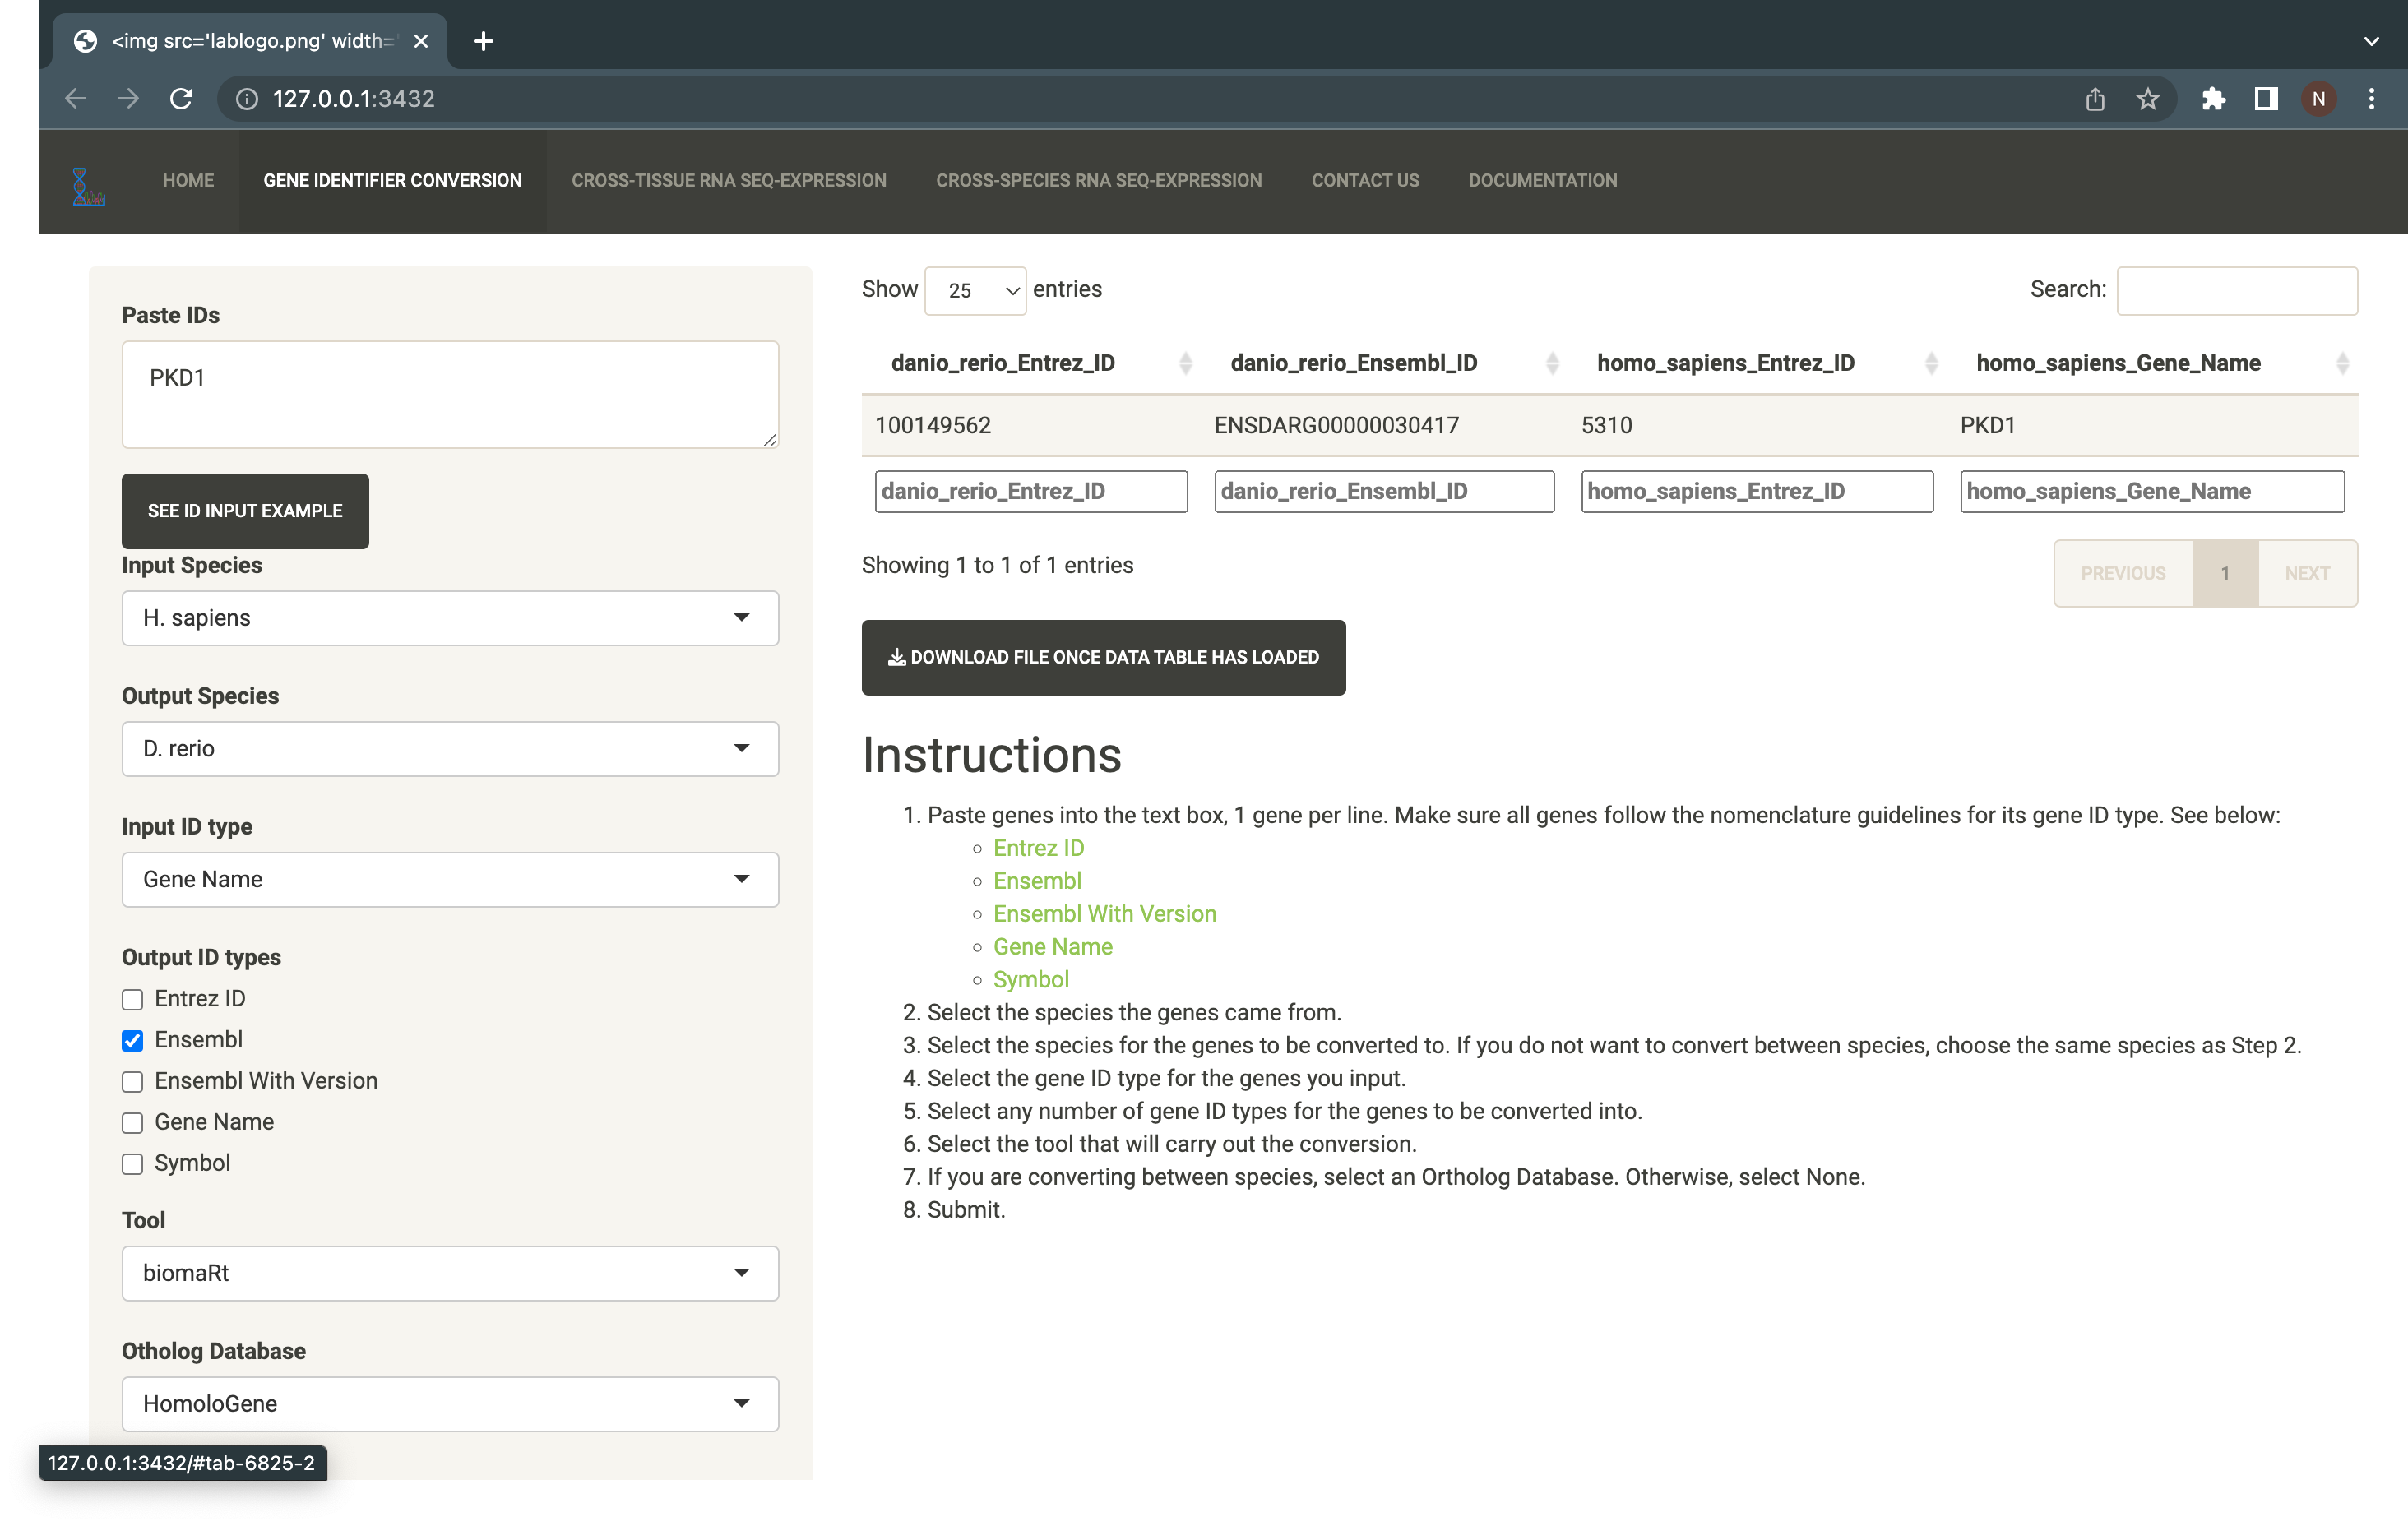 <img src='lablogo.png' width='
127.0.0.1:3432
N
HOME GENE IDENTIFIER CONVERSION CROSS-TISSUE RNA SEQ-EXPRESSION CROSS-SPECIES RNA SEQ-EXPRESSION CONTACT US DOCUMENTATION
Paste IDs
PKD1
SEE ID INPUT EXAMPLE
Input Species
H. sapiens
Output Species
D. rerio
Input ID type
Gene Name
Output ID types
Entrez ID
Ensembl
Ensembl With Version
Gene Name
Symbol
Tool
biomaRt
Otholog Database
HomoloGene
127.0.0.1:3432/#tab-6825-2
Show 25 entries
Search:
danio_rerio_Entrez_ID danio_rerio_Ensembl_ID homo_sapiens_Entrez_ID homo_sapiens_Gene_Name
100149562 ENSDARG00000030417 5310 PKD1
danio_rerio_Entrez_ID danio_rerio_Ensembl_ID homo_sapiens_Entrez_ID homo_sapiens_Gene_Name
Showing 1 to 1 of 1 entries
PREVIOUS 1 NEXT
DOWNLOAD FILE ONCE DATA TABLE HAS LOADED
Instructions
1. Paste genes into the text box, 1 gene per line. Make sure all genes follow the nomenclature guidelines for its gene ID type. See below:
Entrez ID
Ensembl
Ensembl With Version
Gene Name
Symbol
2. Select the species the genes came from.
3. Select the species for the genes to be converted to. If you do not want to convert between species, choose the same species as Step 2.
4. Select the gene ID type for the genes you input.
5. Select any number of gene ID types for the genes to be converted into.
6. Select the tool that will carry out the conversion.
7. If you are converting between species, select an Ortholog Database. Otherwise, select None.
8. Submit.